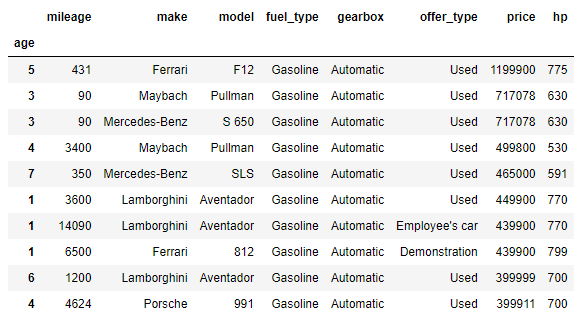 mileage make model fuel_type gearbox offer_type price hp
age
5 431 Ferrari F12 Gasoline Automatic Used 1199900 775
3 90 Maybach Pullman Gasoline Automatic Used 717078 630
3 90 Mercedes-Benz S 650 Gasoline Automatic Used 717078 630
4 3400 Maybach Pullman Gasoline Automatic Used 499800 530
7 350 Mercedes-Benz SLS Gasoline Automatic Used 465000 591
1 3600 Lamborghini Aventador Gasoline Automatic Used 449900 770
1 14090 Lamborghini Aventador Gasoline Automatic Employee's car 439900 770
1 6500 Ferrari 812 Gasoline Automatic Demonstration 439900 799
6 1200 Lamborghini Aventador Gasoline Automatic Used 399999 700
4 4624 Porsche 991 Gasoline Automatic Used 399911 700